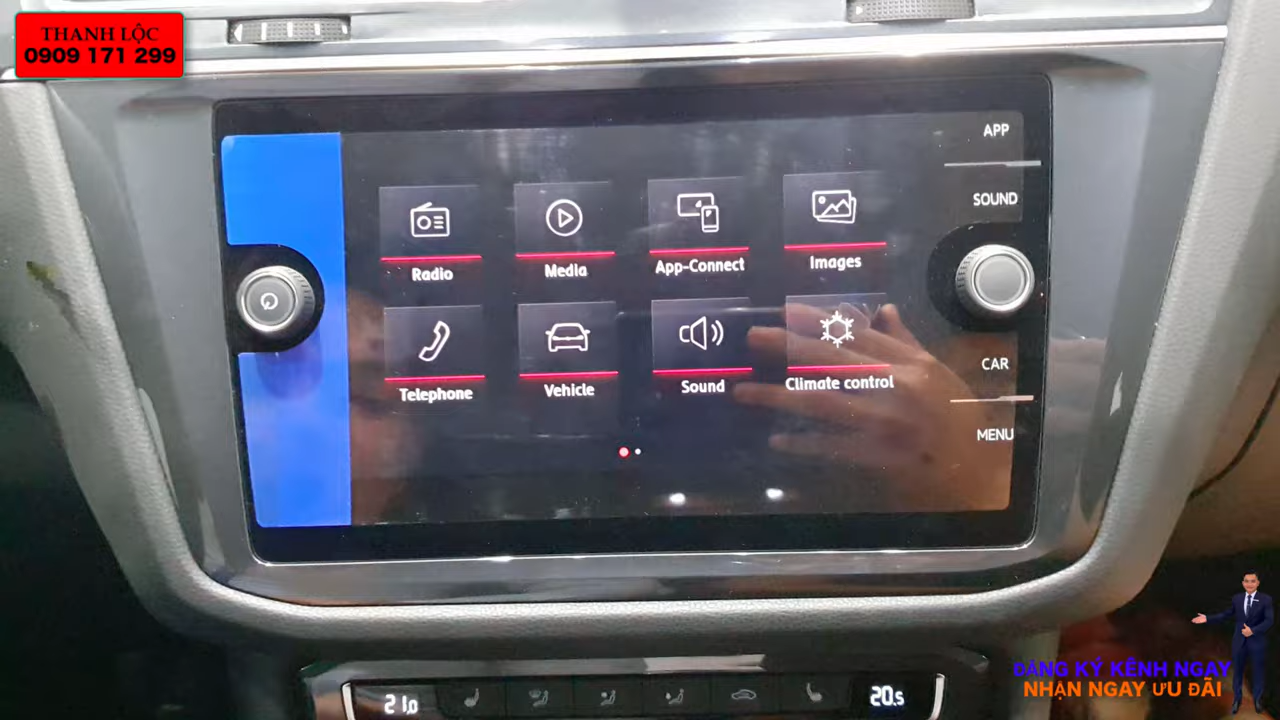 THANH LỘC
0909 171 299
APP
SOUND
Radio
Media
App-Connect
Images
Telephone
Vehicle
Sound
Climate control
CAR
MENU
21.0
20.5
ĐĂNG KÝ KÊNH NGAY
NHẬN NGAY ƯU ĐÃI